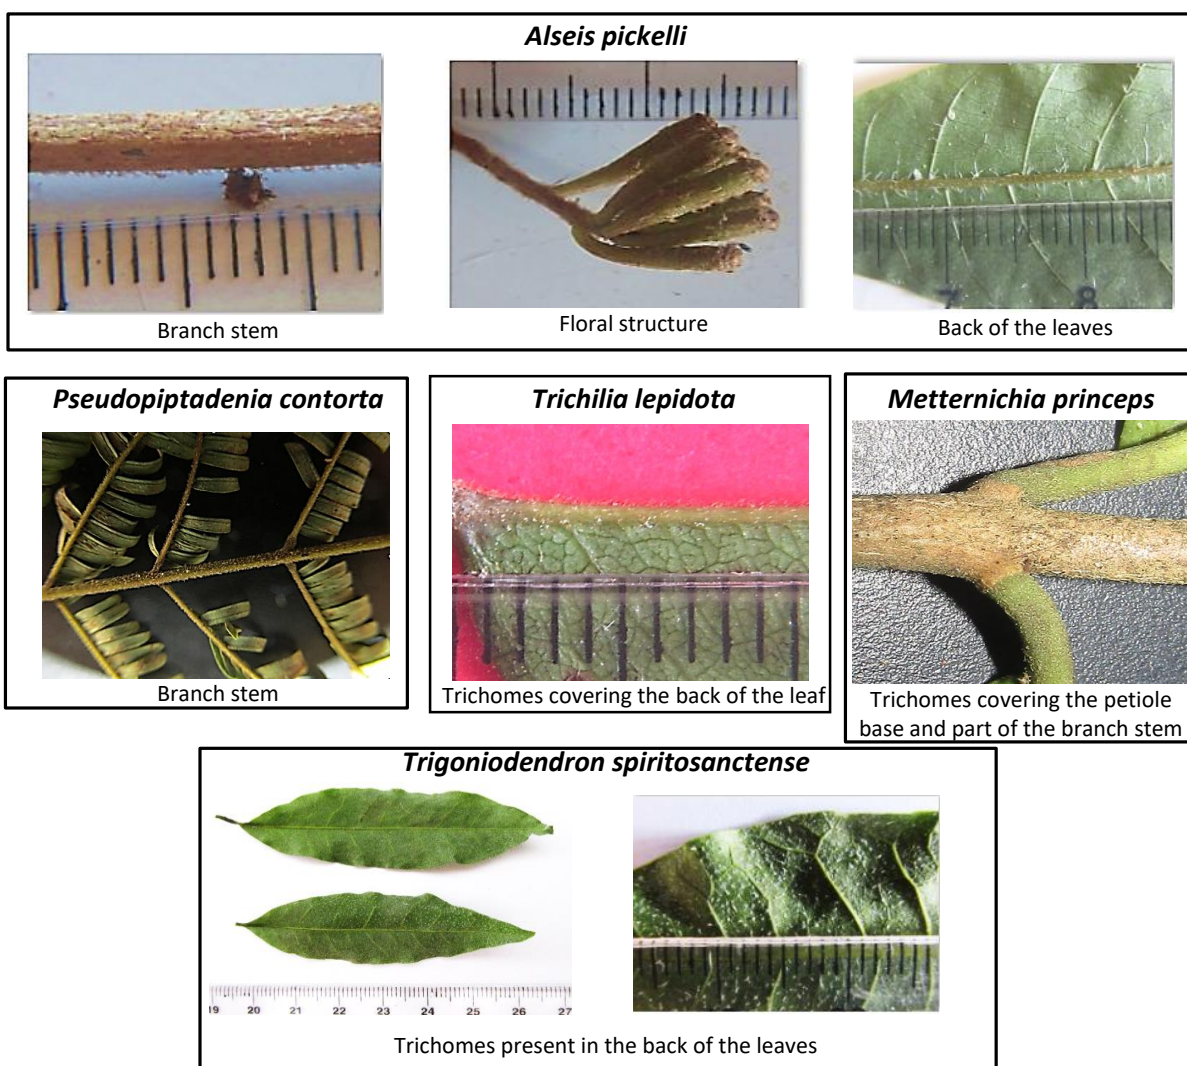 Alseis pickelli
Branch stem
Floral structure
7 8
Back of the leaves
Pseudopiptadenia contorta
Branch stem
Trichilia lepidota
Trichomes covering the back of the leaf
Metternichia princeps
Trichomes covering the petiole
base and part of the branch stem
Trigoniodendron spiritosanctense
19 20 21 22 23 24 25 26 27
Trichomes present in the back of the leaves